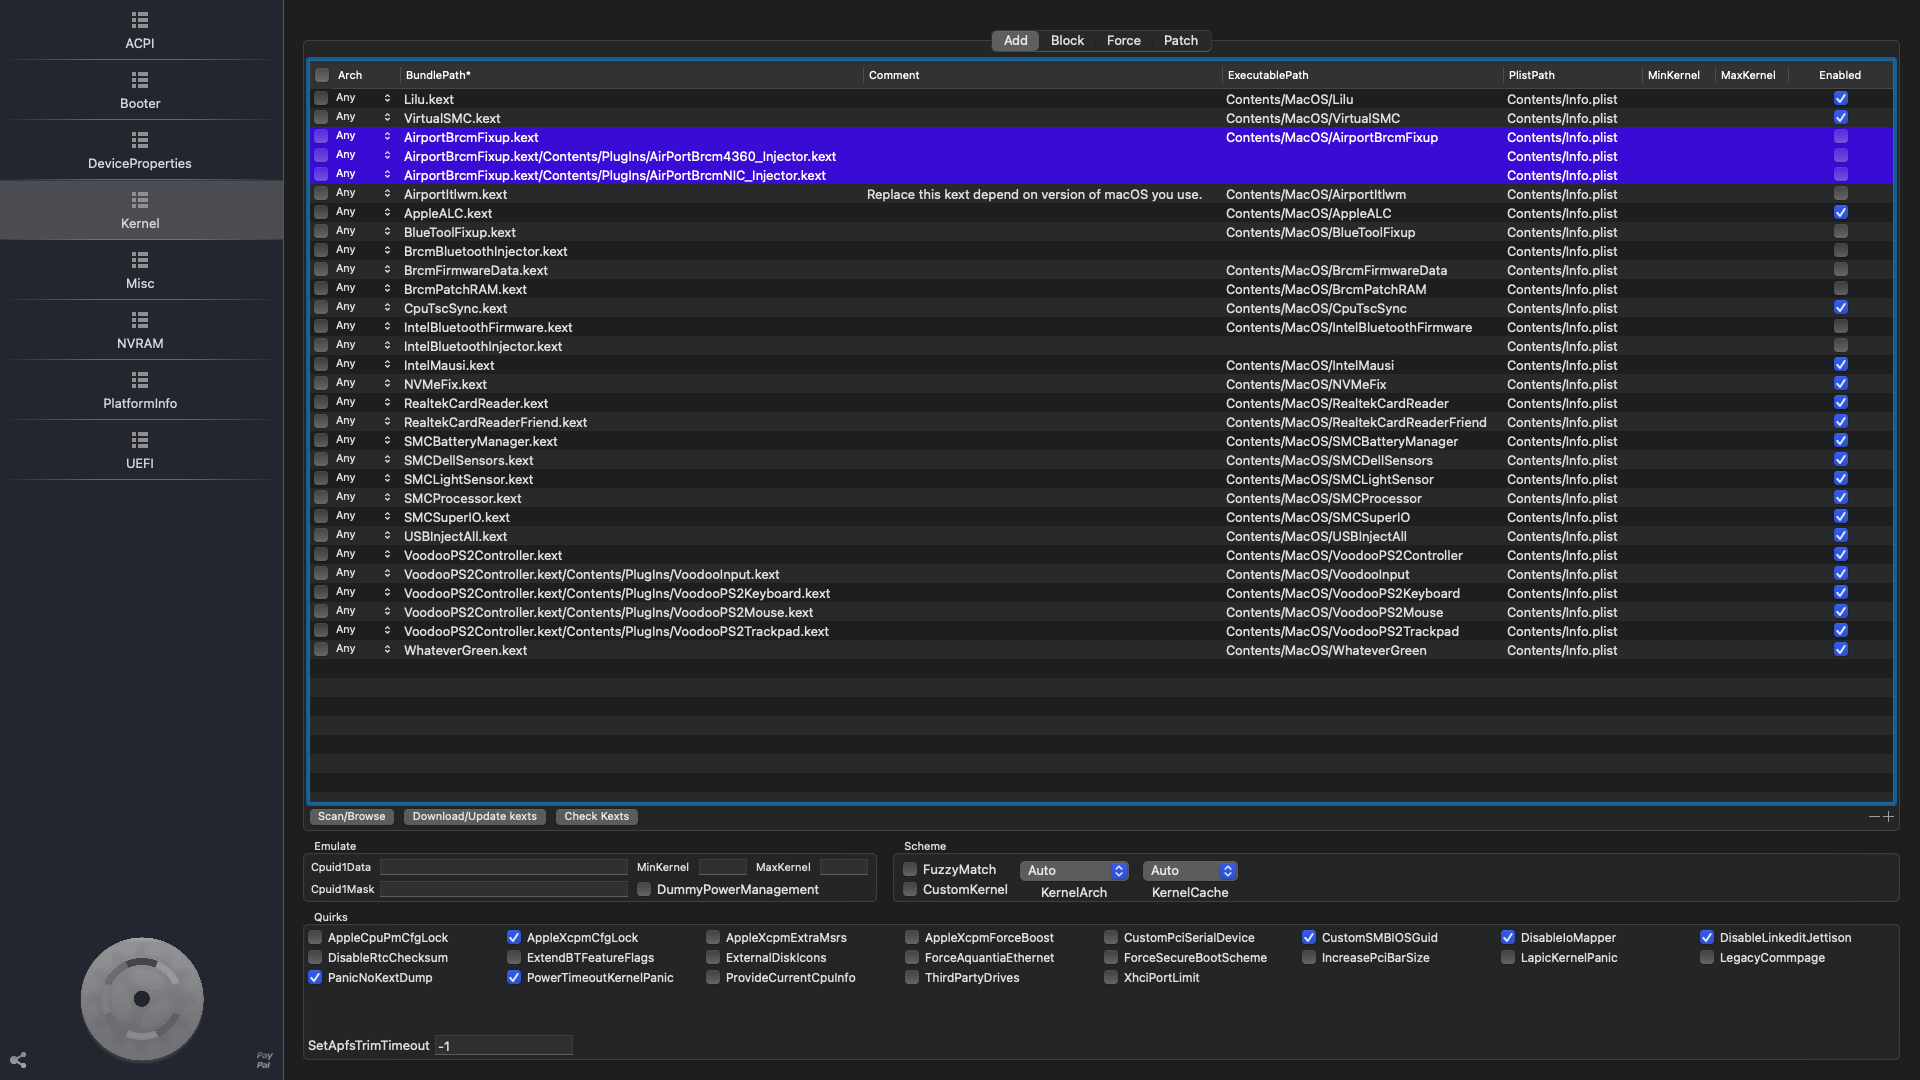 ACPI
Booter
DeviceProperties
Kernel
Misc
NVRAM
PlatformInfo
UEFI
Pay
Pal
Add Block Force Patch
Arch BundlePath* Comment ExecutablePath PlistPath MinKernel MaxKernel Enabled
Any Lilu.kext Contents/MacOS/Lilu Contents/Info.plist
Any VirtualSMC.kext Contents/MacOS/VirtualSMC Contents/Info.plist
Any AirportBrcmFixup.kext Contents/MacOS/AirportBrcmFixup Contents/Info.plist
Any AirportBrcmFixup.kext/Contents/PlugIns/AirPortBrcm4360_Injector.kext Contents/Info.plist
Any AirportBrcmFixup.kext/Contents/PlugIns/AirPortBrcmNIC_Injector.kext Contents/Info.plist
Any AirportItlwm.kext Replace this kext depend on version of macOS you use. Contents/MacOS/AirportItlwm Contents/Info.plist
Any AppleALC.kext Contents/MacOS/AppleALC Contents/Info.plist
Any BlueToolFixup.kext Contents/MacOS/BlueToolFixup Contents/Info.plist
Any BrcmBluetoothInjector.kext Contents/Info.plist
Any BrcmFirmwareData.kext Contents/MacOS/BrcmFirmwareData Contents/Info.plist
Any BrcmPatchRAM.kext Contents/MacOS/BrcmPatchRAM Contents/Info.plist
Any CpuTscSync.kext Contents/MacOS/CpuTscSync Contents/Info.plist
Any IntelBluetoothFirmware.kext Contents/MacOS/IntelBluetoothFirmware Contents/Info.plist
Any IntelBluetoothInjector.kext Contents/Info.plist
Any IntelMausi.kext Contents/MacOS/IntelMausi Contents/Info.plist
Any NVMeFix.kext Contents/MacOS/NVMeFix Contents/Info.plist
Any RealtekCardReader.kext Contents/MacOS/RealtekCardReader Contents/Info.plist
Any RealtekCardReaderFriend.kext Contents/MacOS/RealtekCardReaderFriend Contents/Info.plist
Any SMCBatteryManager.kext Contents/MacOS/SMCBatteryManager Contents/Info.plist
Any SMCDellSensors.kext Contents/MacOS/SMCDellSensors Contents/Info.plist
Any SMCLightSensor.kext Contents/MacOS/SMCLightSensor Contents/Info.plist
Any SMCProcessor.kext Contents/MacOS/SMCProcessor Contents/Info.plist
Any SMCSuperIO.kext Contents/MacOS/SMCSuperIO Contents/Info.plist
Any USBInjectAll.kext Contents/MacOS/USBInjectAll Contents/Info.plist
Any VoodooPS2Controller.kext Contents/MacOS/VoodooPS2Controller Contents/Info.plist
Any VoodooPS2Controller.kext/Contents/PlugIns/VoodooInput.kext Contents/MacOS/VoodooInput Contents/Info.plist
Any VoodooPS2Controller.kext/Contents/PlugIns/VoodooPS2Keyboard.kext Contents/MacOS/VoodooPS2Keyboard Contents/Info.plist
Any VoodooPS2Controller.kext/Contents/PlugIns/VoodooPS2Mouse.kext Contents/MacOS/VoodooPS2Mouse Contents/Info.plist
Any VoodooPS2Controller.kext/Contents/PlugIns/VoodooPS2Trackpad.kext Contents/MacOS/VoodooPS2Trackpad Contents/Info.plist
Any WhateverGreen.kext Contents/MacOS/WhateverGreen Contents/Info.plist
Scan/Browse Download/Update kexts Check Kexts
Emulate
Cpuid1Data MinKernel MaxKernel
Cpuid1Mask DummyPowerManagement
Scheme
FuzzyMatch Auto Auto
CustomKernel KernelArch KernelCache
Quirks
AppleCpuPmCfgLock AppleXcpmCfgLock AppleXcpmExtraMsrs AppleXcpmForceBoost CustomPciSerialDevice CustomSMBIOSGuid DisableIoMapper DisableLinkeditJettison
DisableRtcChecksum ExtendBTFeatureFlags ExternalDiskIcons ForceAquantiaEthernet ForceSecureBootScheme IncreasePciBarSize LapicKernelPanic LegacyCommpage
PanicNoKextDump PowerTimeoutKernelPanic ProvideCurrentCpuInfo ThirdPartyDrives XhciPortLimit
SetApfsTrimTimeout -1